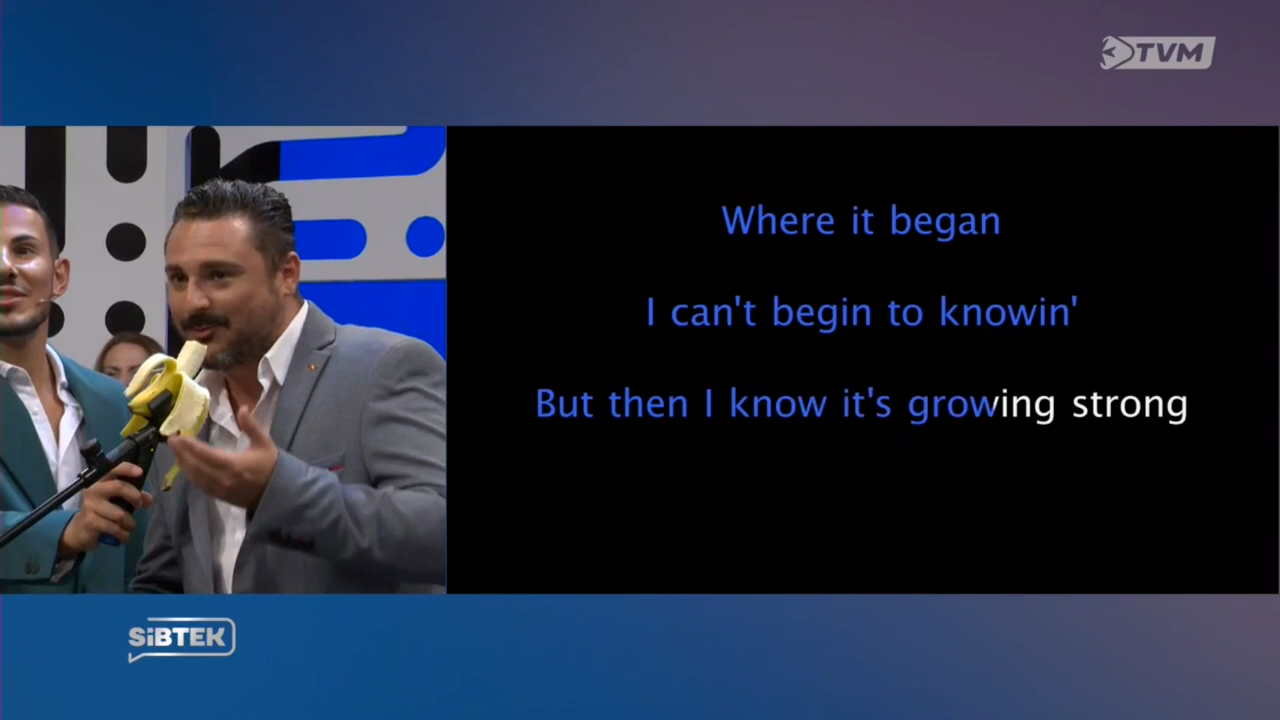 TVM
Where it began
I can't begin to knowin'
But then I know it's growing strong
SiBTEK